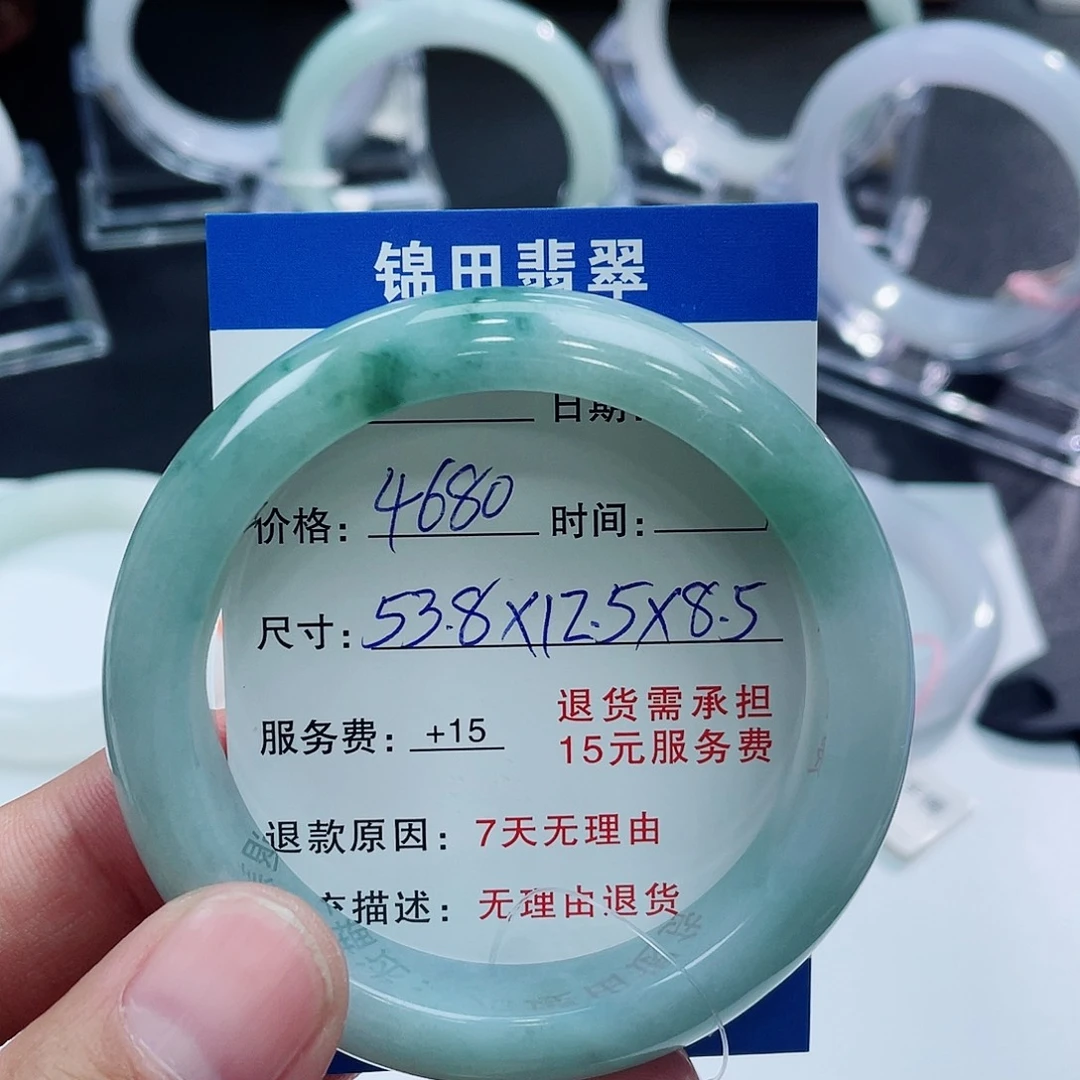 锦田翡翠
日期:
价格: 4680 时间:
尺寸: 53.8X12.5X8.5
服务费: +15 退货需承担
15元服务费
退款原因: 7天无理由
描述: 无理由退货